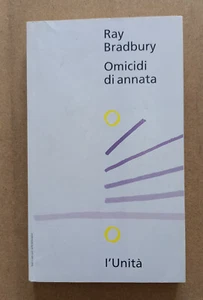 Ray
Bradbury
Omicidi
di annata
l'Unità